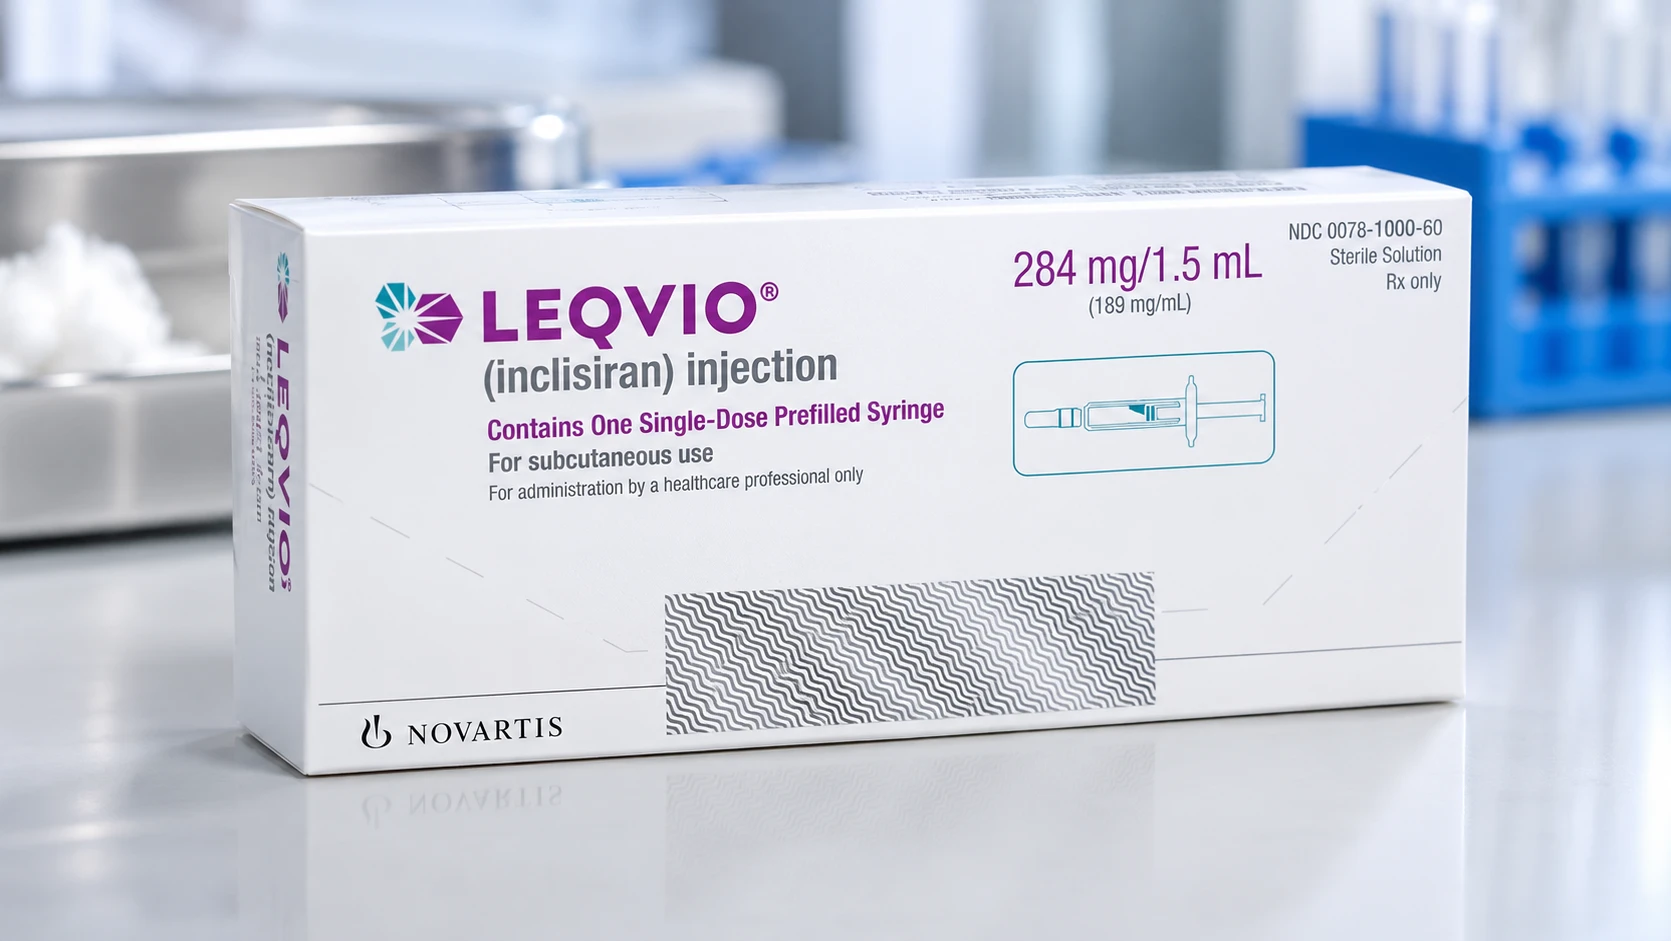 LEQVIO®
(inclisiran) injection
Contains One Single-Dose Prefilled Syringe
For subcutaneous use
For administration by a healthcare professional only
284 mg/1.5 mL
(189 mg/mL)
NDC 0078-1000-60
Sterile Solution
Rx only
NOVARTIS
LEQVIO®
NOVARTIS